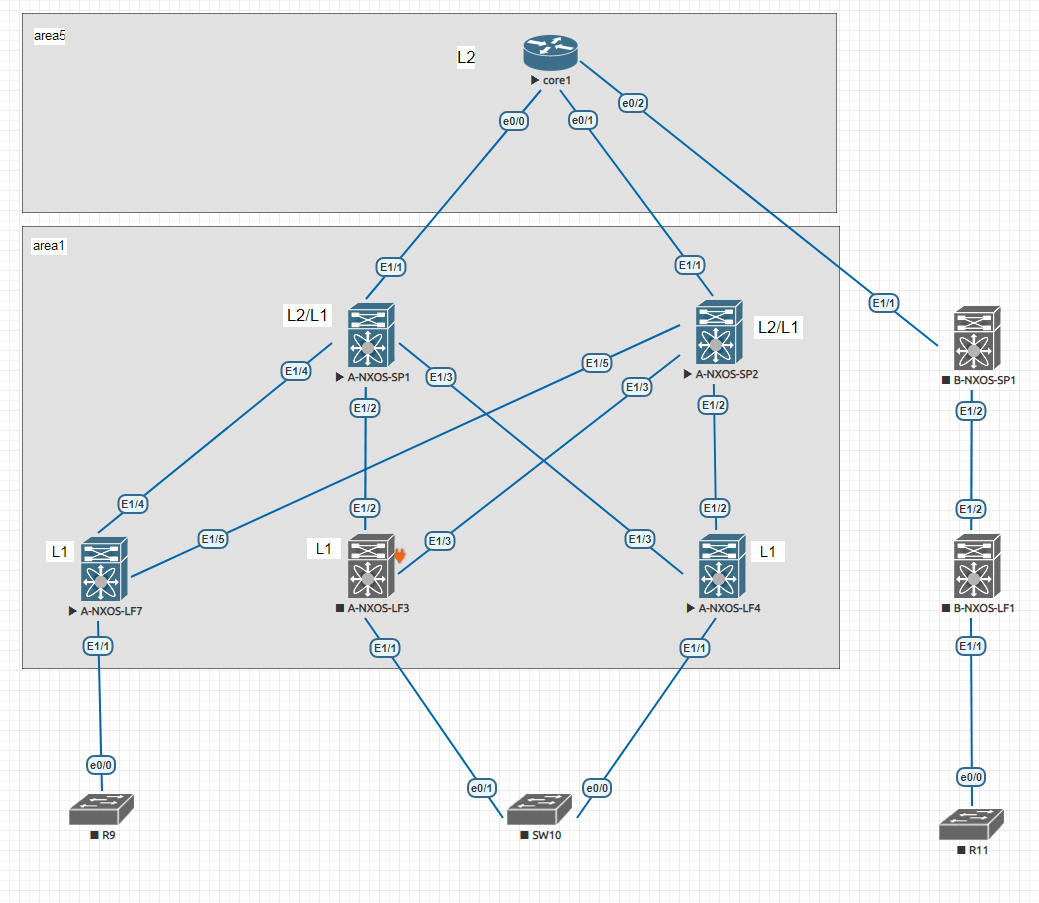 area5
L2
core1
e0/2
e0/0
e0/1
area1
E1/1
E1/1
E1/1
L2/L1
L2/L1
E1/4
E1/3
E1/5
E1/3
A-NXOS-SP1
A-NXOS-SP2
B-NXOS-SP1
E1/2
E1/2
E1/2
E1/4
E1/2
E1/2
E1/2
E1/5
E1/3
E1/3
L1
L1
L1
A-NXOS-LF7
A-NXOS-LF3
A-NXOS-LF4
B-NXOS-LF1
E1/1
E1/1
E1/1
E1/1
e0/0
e0/1
e0/0
e0/0
R9
SW10
R11